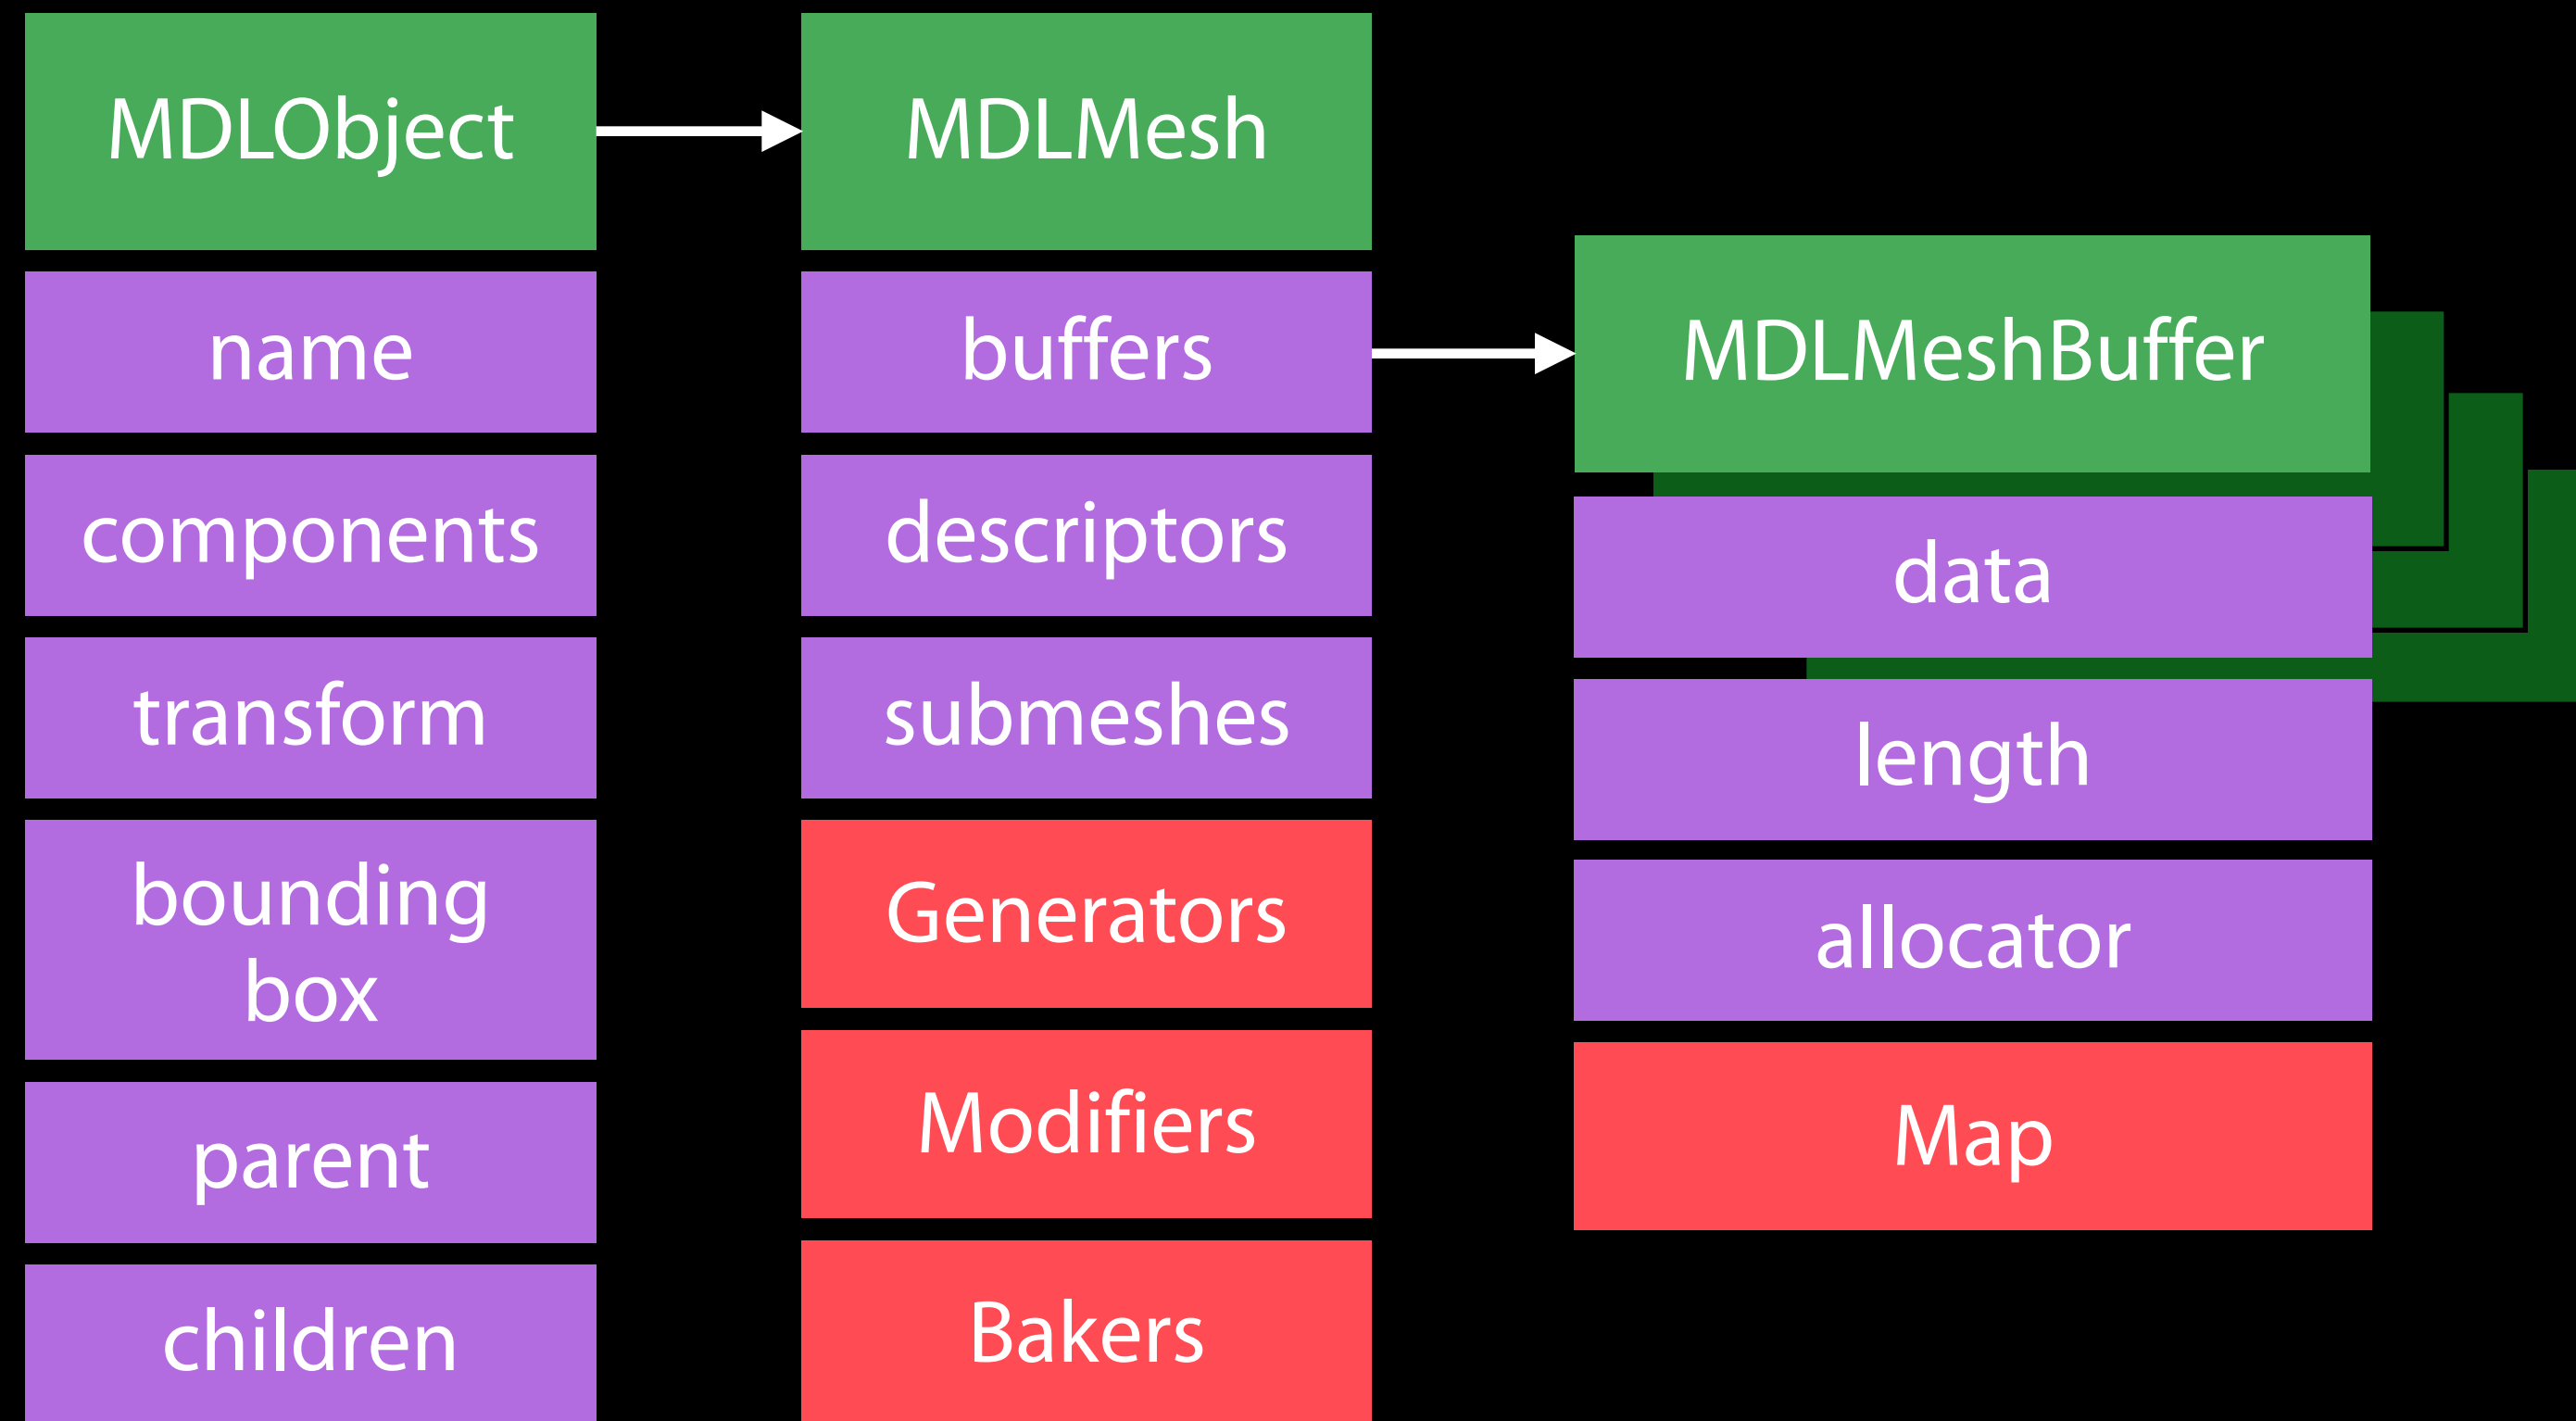 MDLObject
name
components
transform
bounding
box
parent
children
MDLMesh
buffers
descriptors
submeshes
Generators
Modifiers
Bakers
MDLMeshBuffer
data
length
allocator
Map